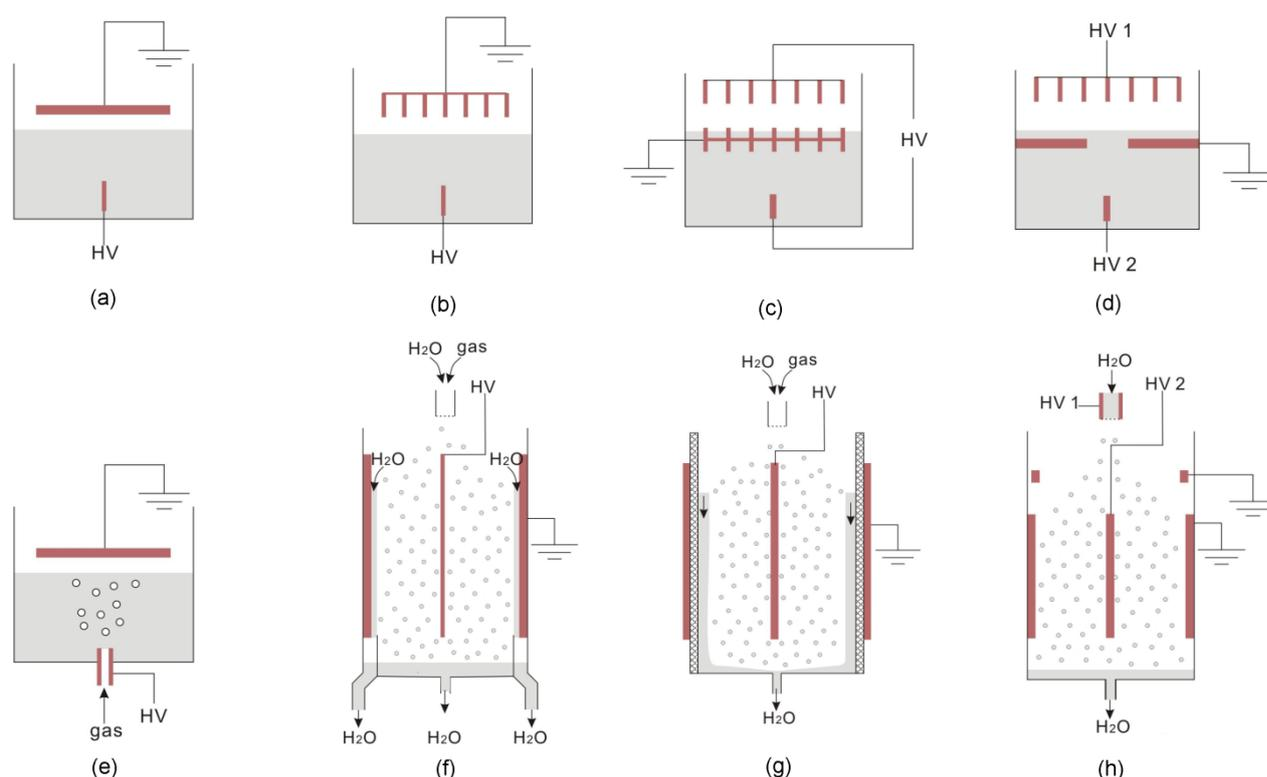 HV
(a)
HV
(b)
HV
(c)
HV 1
HV 2
(d)
gas
HV
(e)
H₂O gas
HV
H₂O H₂O
H₂O H₂O H₂O
(f)
H₂O gas
HV
H₂O
(g)
H₂O
HV 1
HV 2
H₂O
(h)